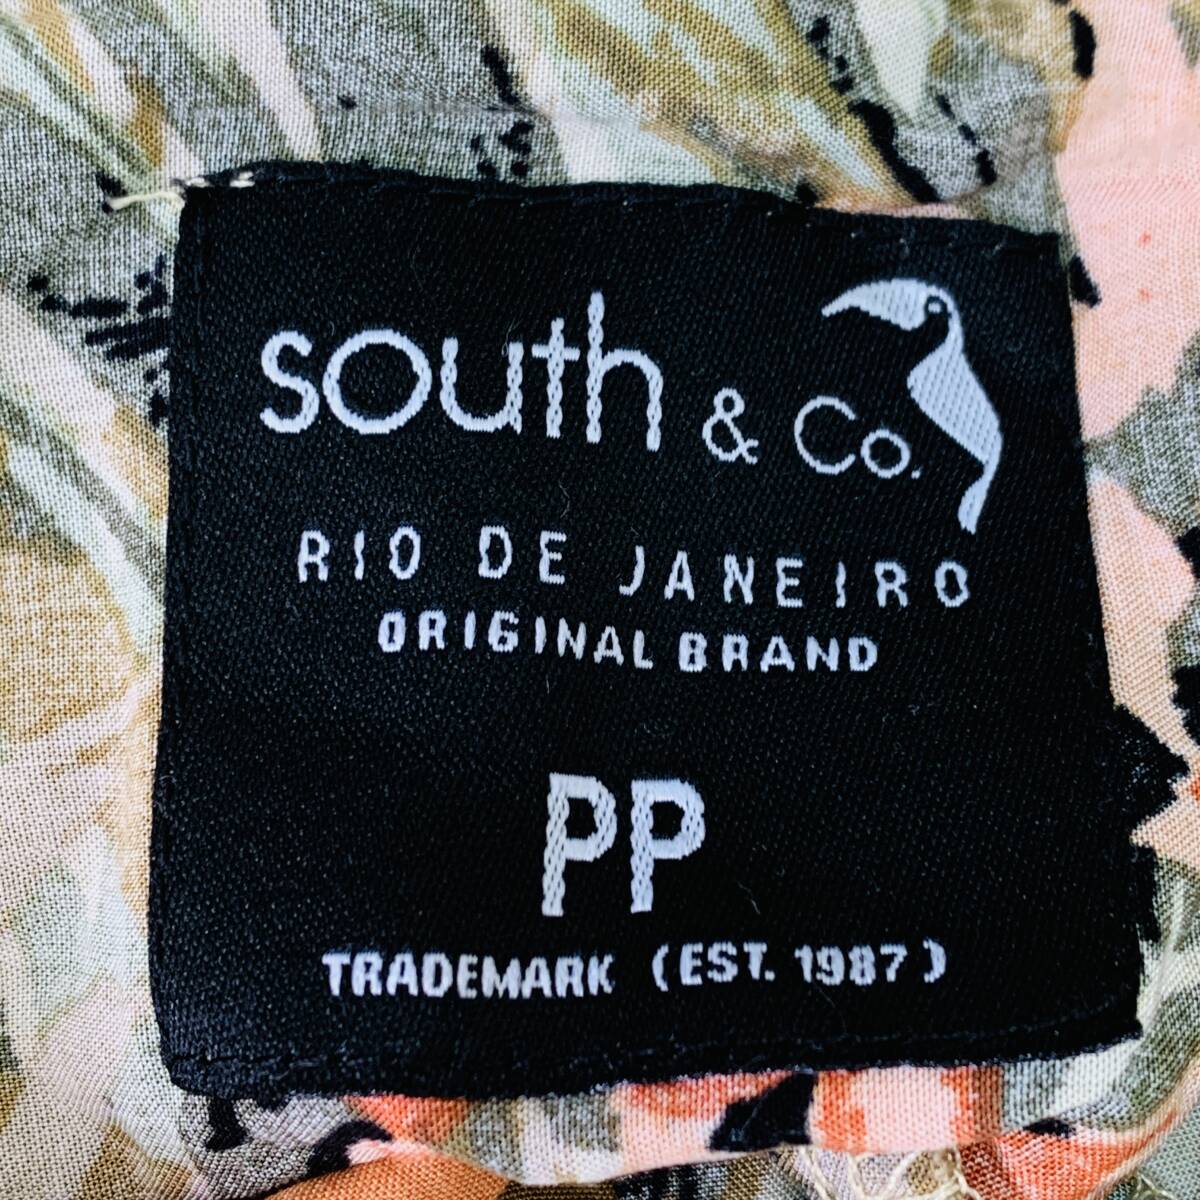 south & Co.
RIO DE JANEIRO
ORIGINAL BRAND
PP
TRADEMARK (EST. 1987)